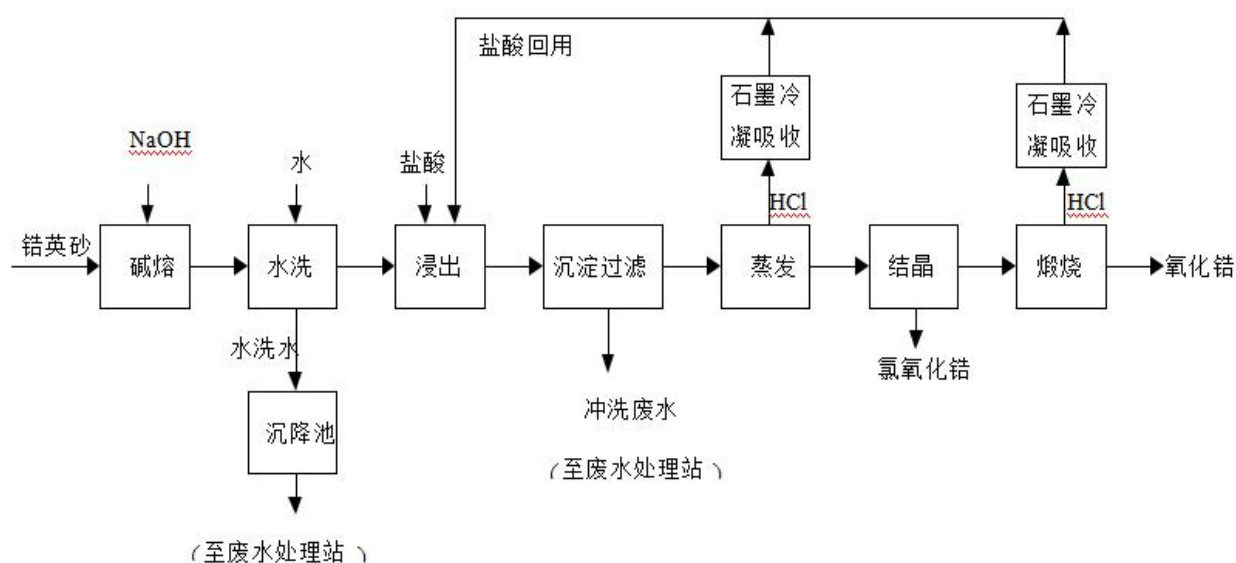 盐酸回用
石墨冷
凝吸收
石墨冷
凝吸收
NaOH
水
盐酸
HCl
HCl
锆英砂
碱熔
水洗
浸出
沉淀过滤
蒸发
结晶
煅烧
氧化锆
水洗水
氯氧化锆
沉降池
冲洗废水
（至废水处理站）
（至废水处理站）